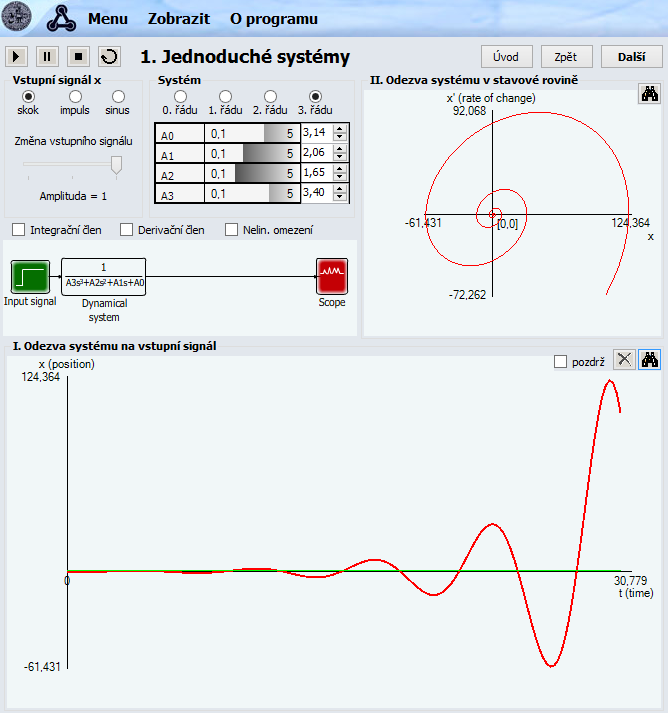 Menu Zobrazit O programu
1. Jednoduché systémy Úvod Zpět Další
Vstupní signál x
skok impuls sinus
Změna vstupního signálu
Amplituda = 1
Systém
0. řádu 1. řádu 2. řádu 3. řádu
A0 0,1 5 3,14
A1 0,1 5 2,06
A2 0,1 5 1,65
A3 0,1 5 3,40
Integrační člen Derivační člen Nelin. omezení
1
A3s³+A2s²+A1s+A0
Input signal
Dynamical
system
Scope
II. Odezva systému v stavové rovině
x' (rate of change)
92,068
-61,431 [0,0] 124,364
x
-72,262
I. Odezva systému na vstupní signál
x (position) pozdrž
124,364
0 30,779
t (time)
-61,431